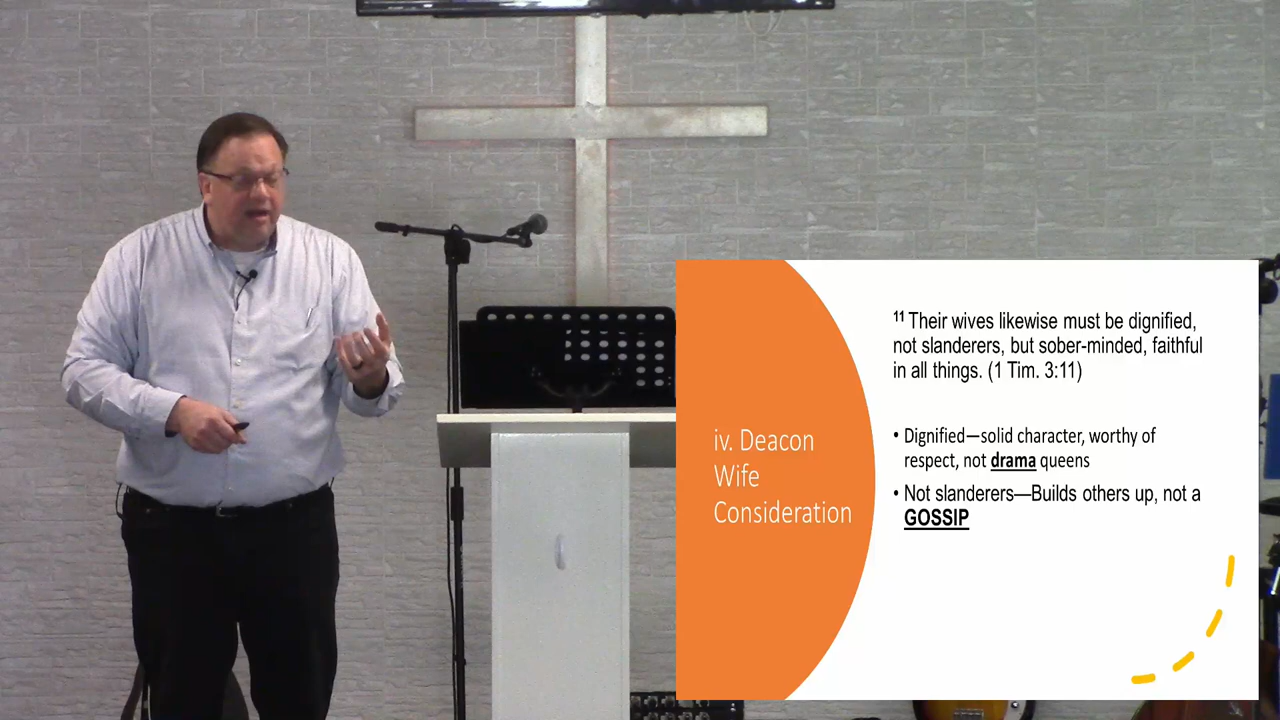 iv. Deacon
Wife
Consideration
11 Their wives likewise must be dignified,
not slanderers, but sober-minded, faithful
in all things. (1 Tim. 3:11)
• Dignified—solid character, worthy of
respect, not drama queens
• Not slanderers—Builds others up, not a
GOSSIP